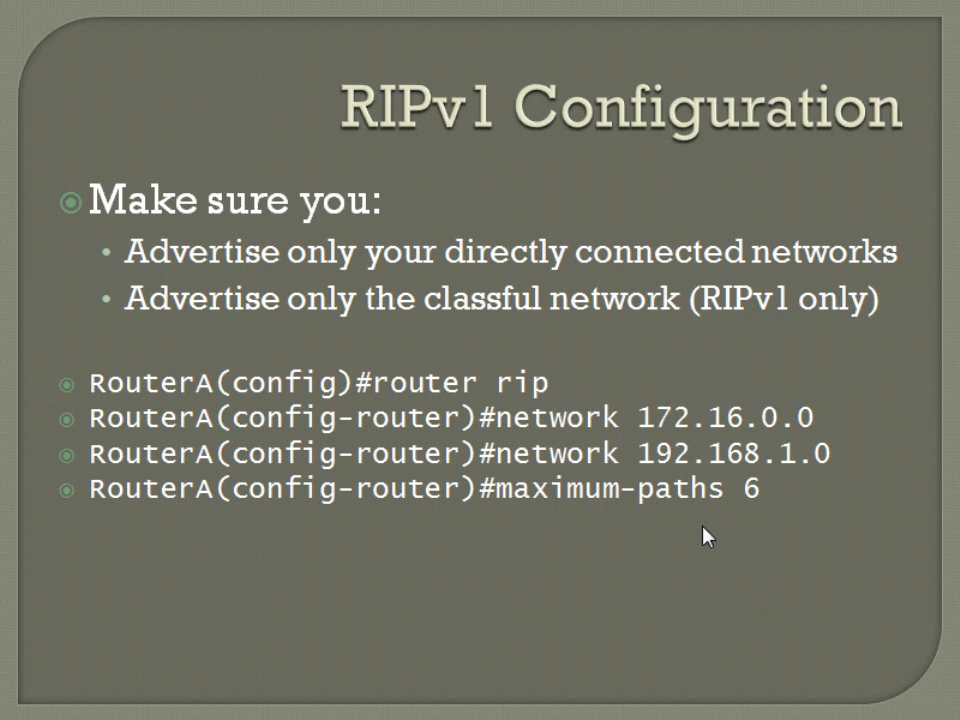 RIPv1 Configuration
Make sure you:
Advertise only your directly connected networks
Advertise only the classful network (RIPv1 only)
RouterA(config)#router rip
RouterA(config-router)#network 172.16.0.0
RouterA(config-router)#network 192.168.1.0
RouterA(config-router)#maximum-paths 6